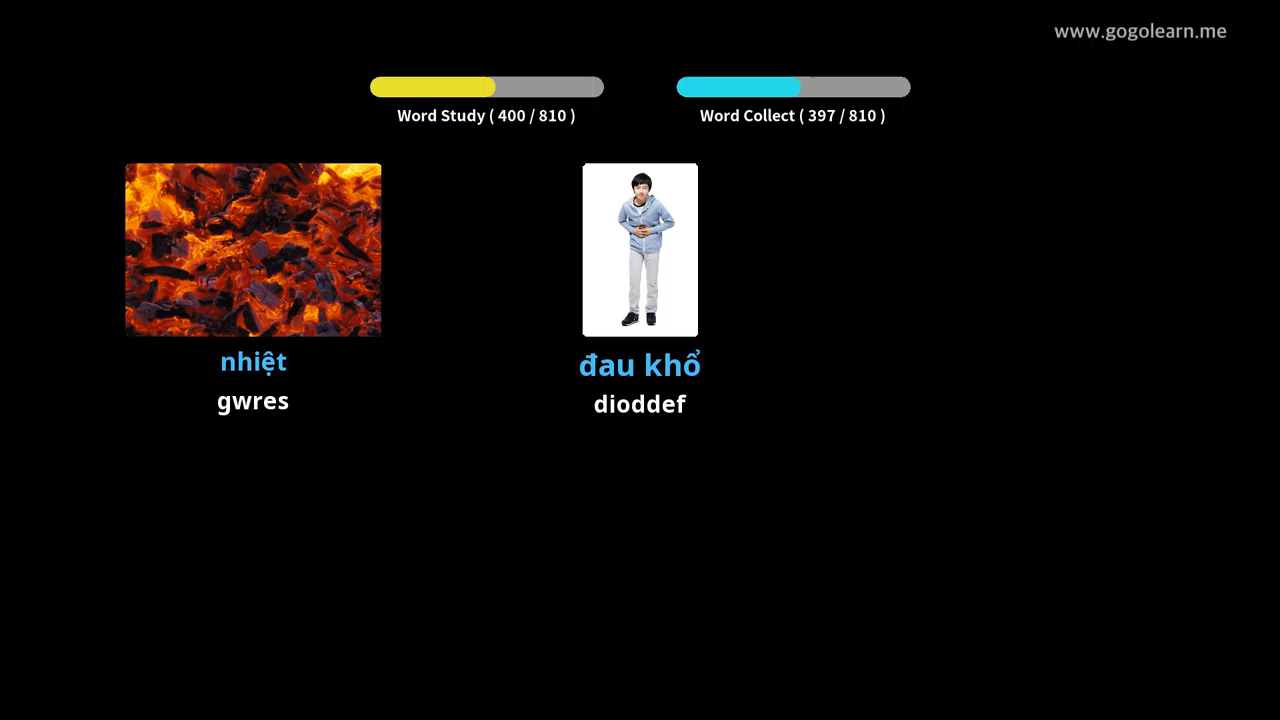 www.gogolearn.me
Word Study ( 400 / 810 )
Word Collect ( 397 / 810 )
nhiệt
gwres
đau khổ
dioddef